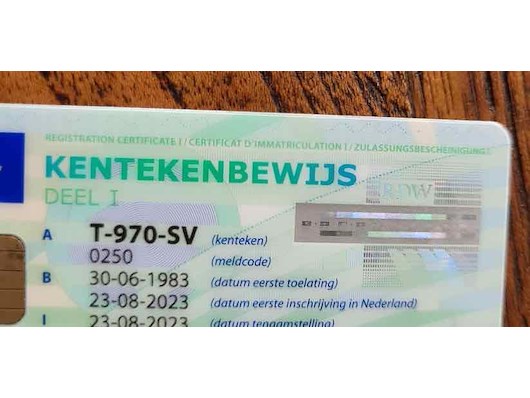 REGISTRATION CERTIFICATE I / CERTIFICAT D'IMMATRICULATION I / ZULASSUNGSBESCHEINIGUNG
KENTEKENBEWIJS
DEEL I
RDW
A T-970-SV (kenteken)
0250 (meldcode)
B 30-06-1983 (datum eerste toelating)
23-08-2023 (datum eerste inschrijving in Nederland)
I 23-08-2023 (datum tenaamstelling)